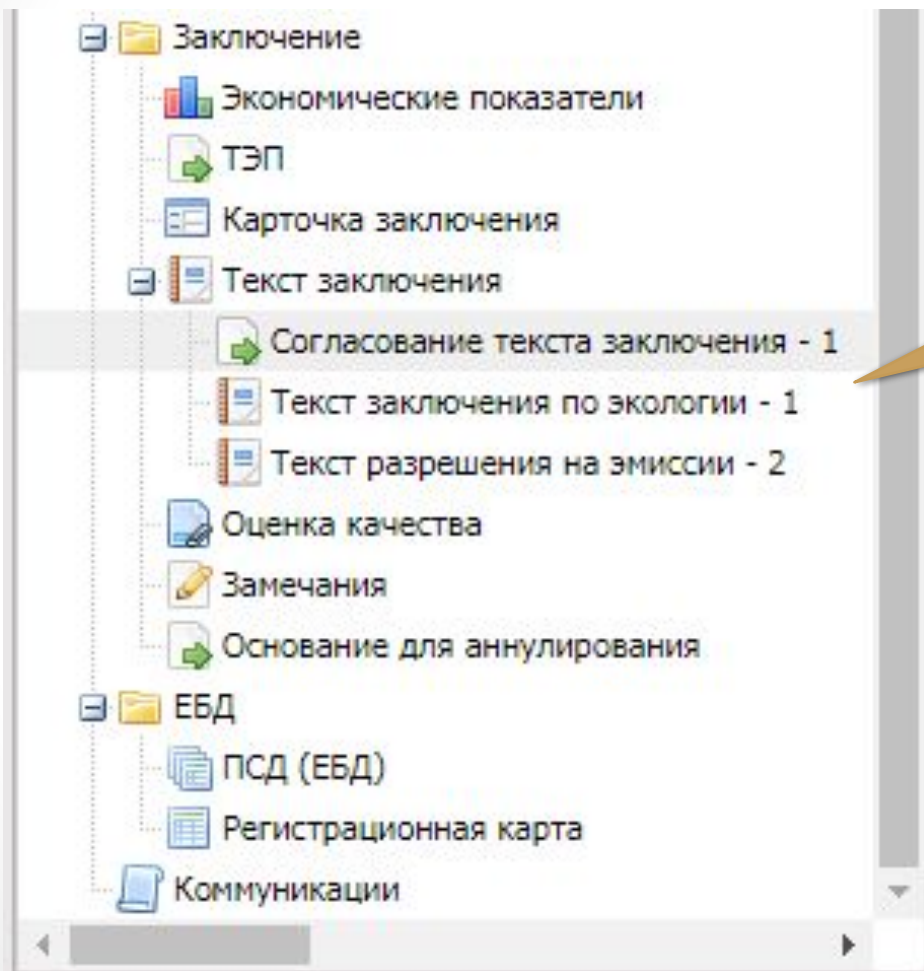 Заключение
Экономические показатели
ТЭП
Карточка заключения
Текст заключения
Согласование текста заключения - 1
Текст заключения по экологии - 1
Текст разрешения на эмиссии - 2
Оценка качества
Замечания
Основание для аннулирования
ЕБД
ПСД (ЕБД)
Регистрационная карта
Коммуникации